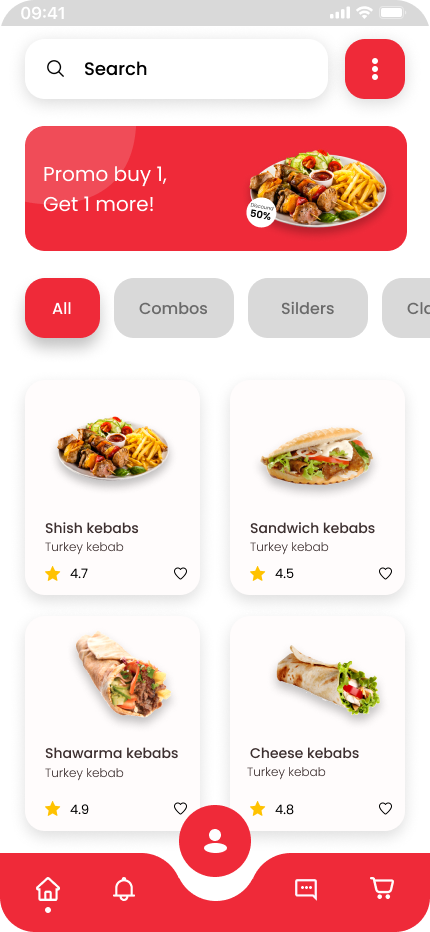 09:41
Search
Promo buy 1,
Get 1 more!
Discound
50%
All
Combos
Silders
Cla
Shish kebabs
Turkey kebab
4.7
Sandwich kebabs
Turkey kebab
4.5
Shawarma kebabs
Turkey kebab
4.9
Cheese kebabs
Turkey kebab
4.8